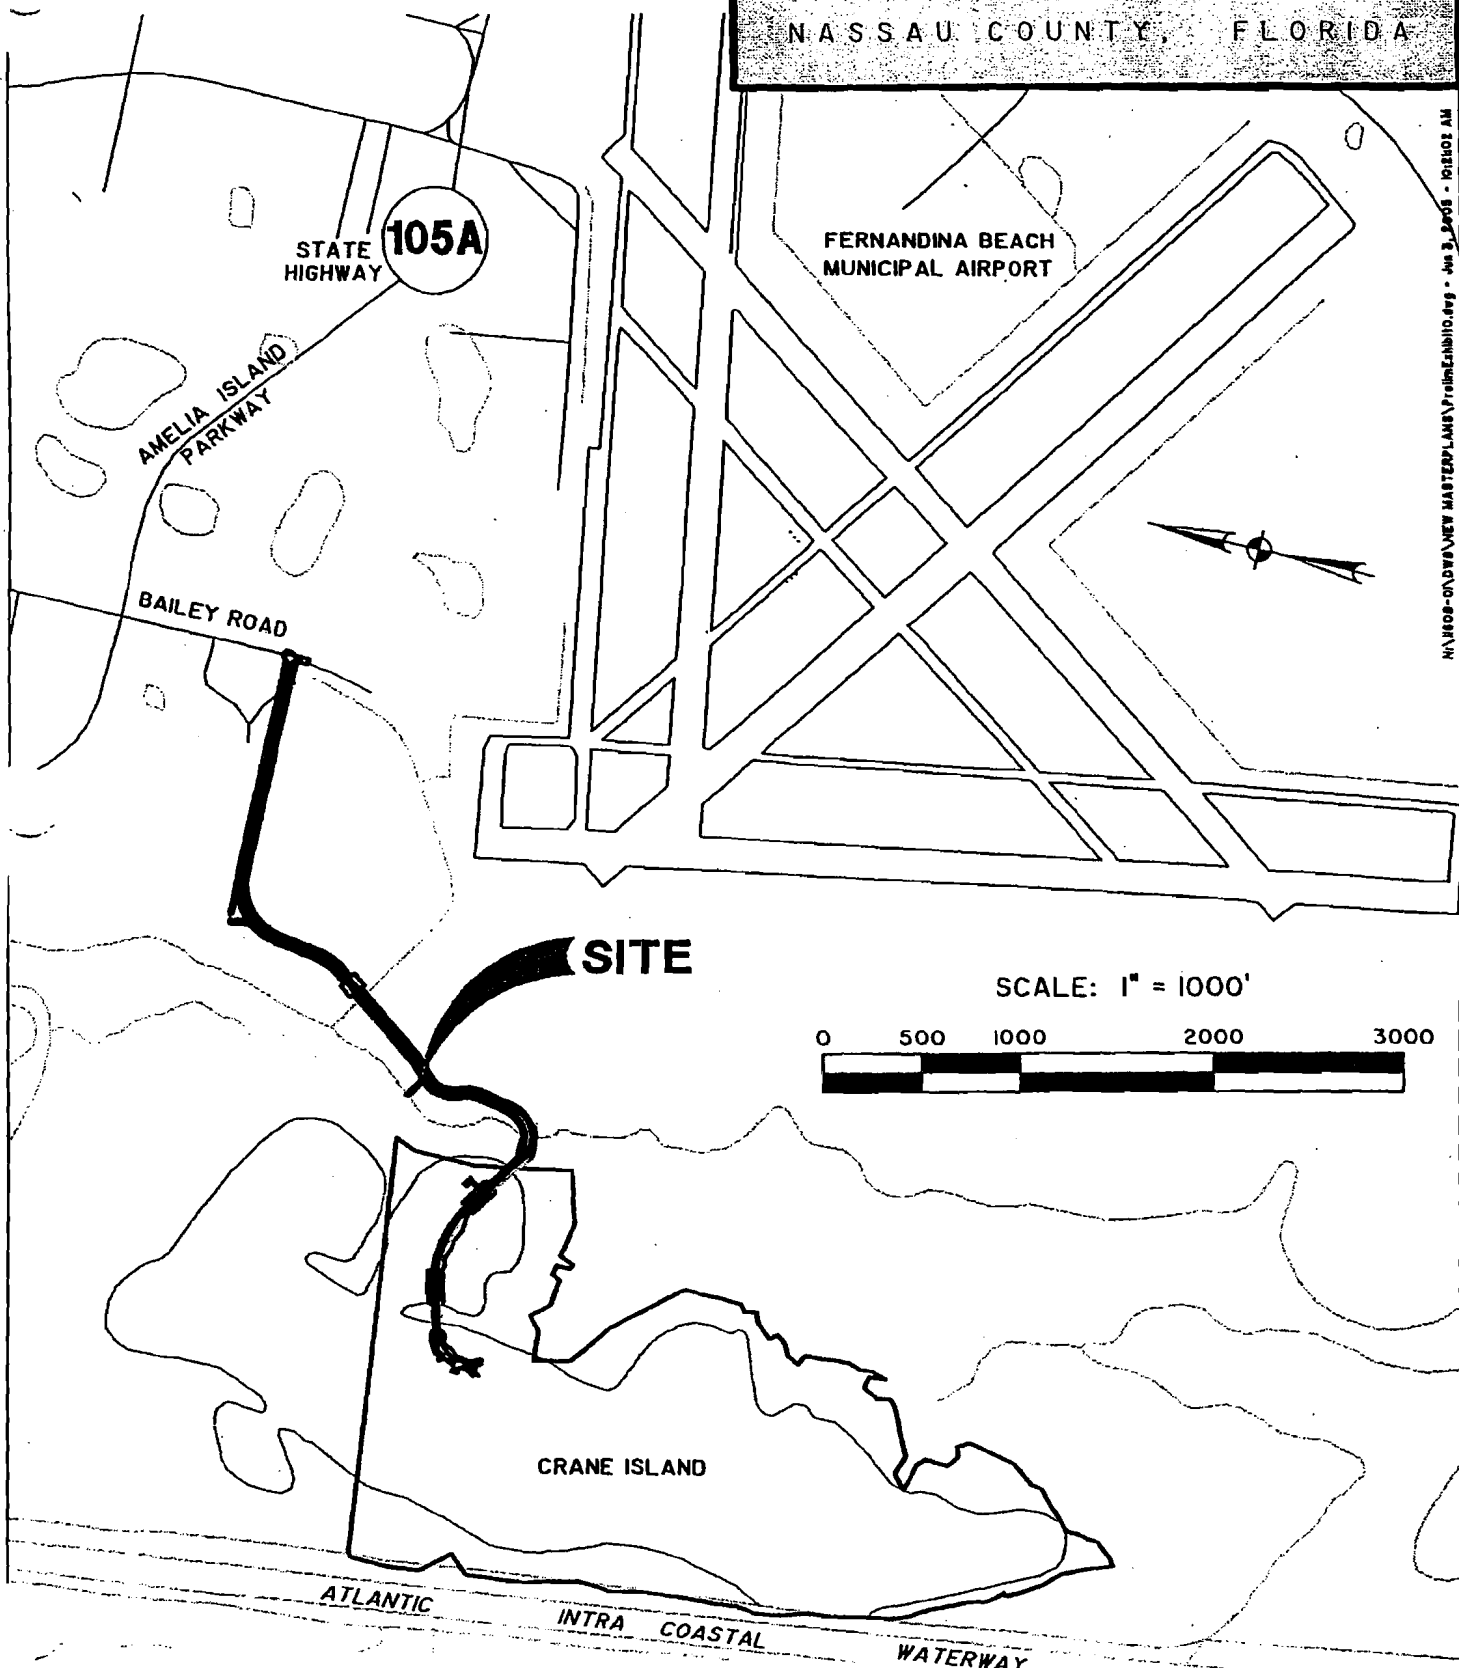 NASSAU COUNTY, FLORIDA
STATE
HIGHWAY
105A
FERNANDINA BEACH
MUNICIPAL AIRPORT
AMELIA ISLAND
PARKWAY
BAILEY ROAD
SITE
SCALE: 1" = 1000'
0 500 1000 2000 3000
CRANE ISLAND
ATLANTIC INTRA COASTAL WATERWAY